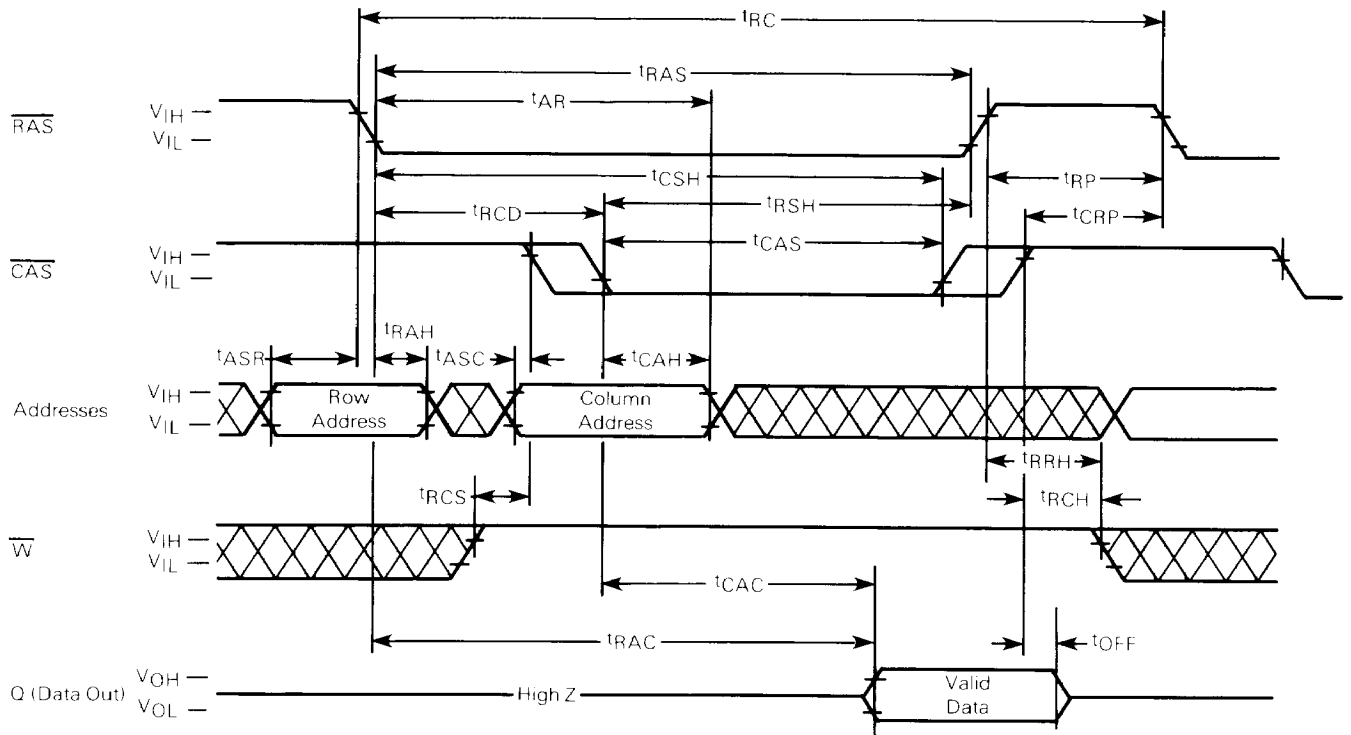 tRC
tRAS
tAR
RAS
VIH
VIL
tCSH
tRP
tRCD
tRSH
tCRP
CAS
VIH
VIL
tCAS
tRAH
tASR
tASC
tCAH
Addresses
VIH
VIL
Row
Address
Column
Address
tRRH
tRCS
tRCH
W
VIH
VIL
tCAC
tRAC
tOFF
Q (Data Out)
VOH
VOL
High Z
Valid
Data